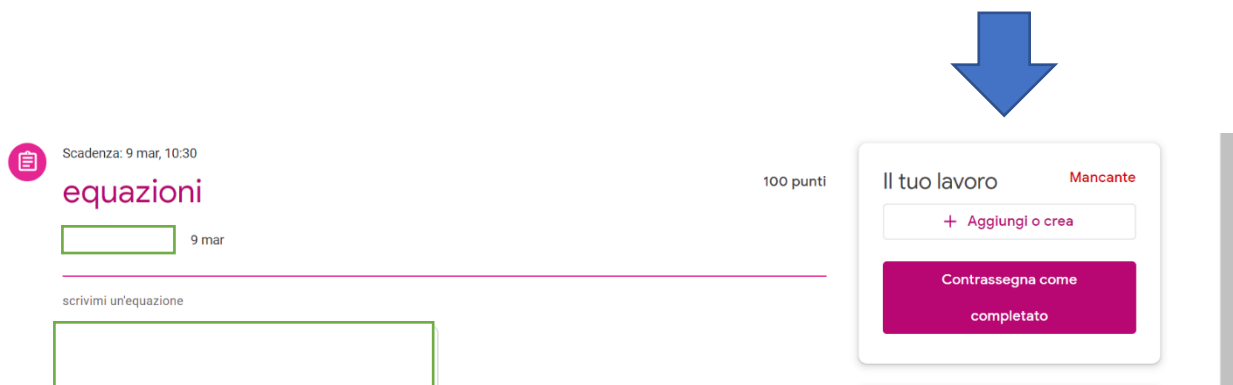 Scadenza: 9 mar, 10:30
equazioni
100 punti
9 mar
scrivimi un'equazione
Il tuo lavoro
Mancante
+ Aggiungi o crea
Contrassegna come
completato